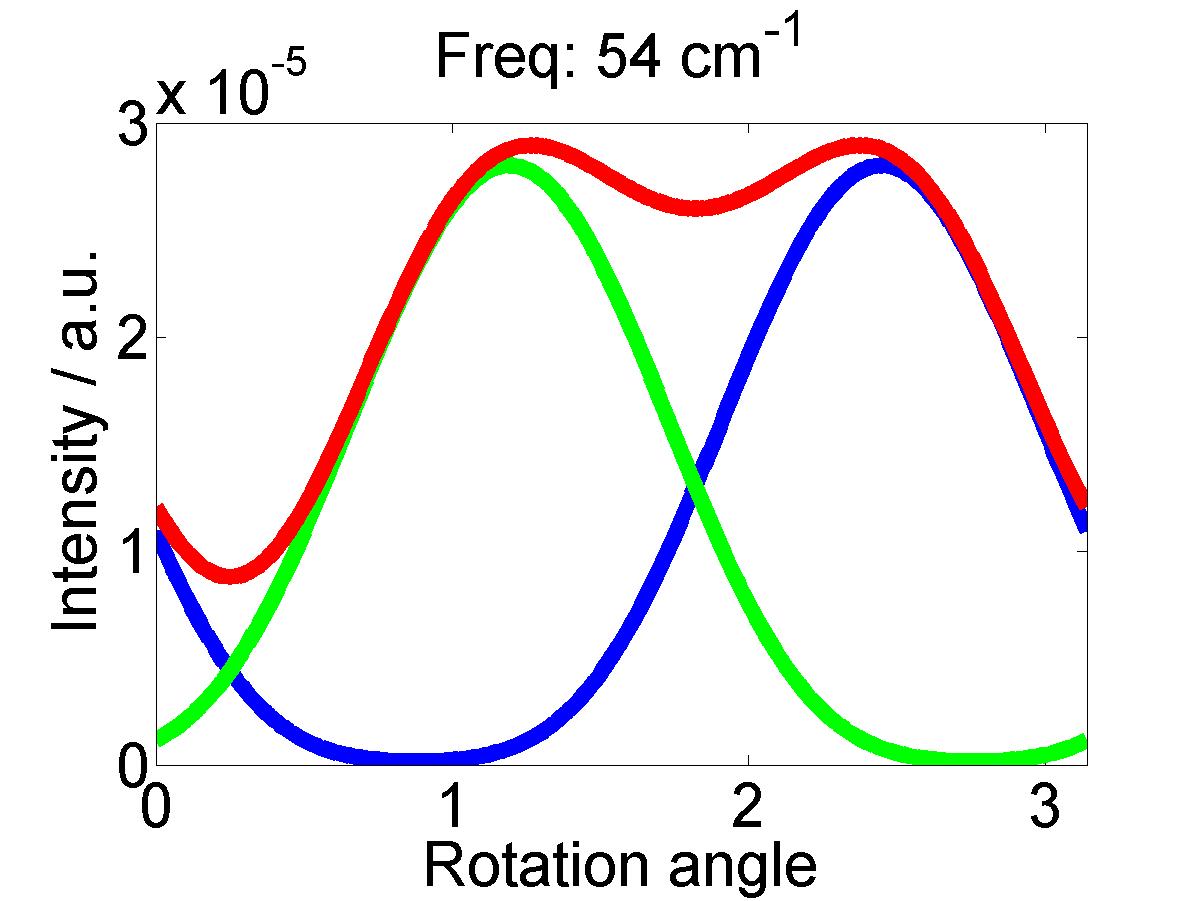 Freq: 54 cm-1
x 10-5
3
2
1
0
0 1 2 3
Intensity / a.u.
Rotation angle